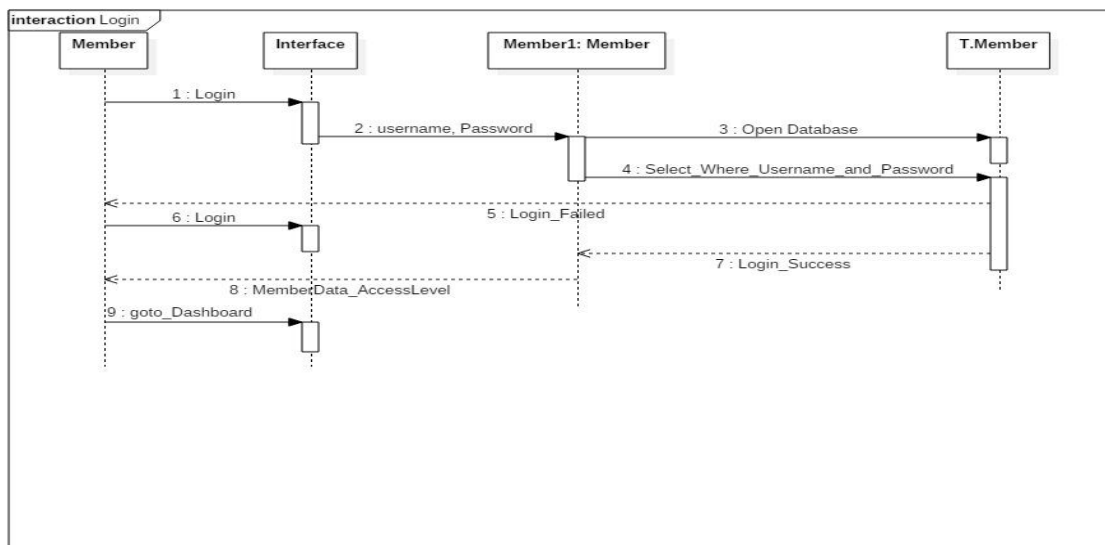 interaction Login
Member
Interface
Member1: Member
T.Member
1 : Login
2 : username, Password
3 : Open Database
4 : Select_Where_Username_and_Password
5 : Login_Failed
6 : Login
7 : Login_Success
8 : MemberData_AccessLevel
9 : goto_Dashboard